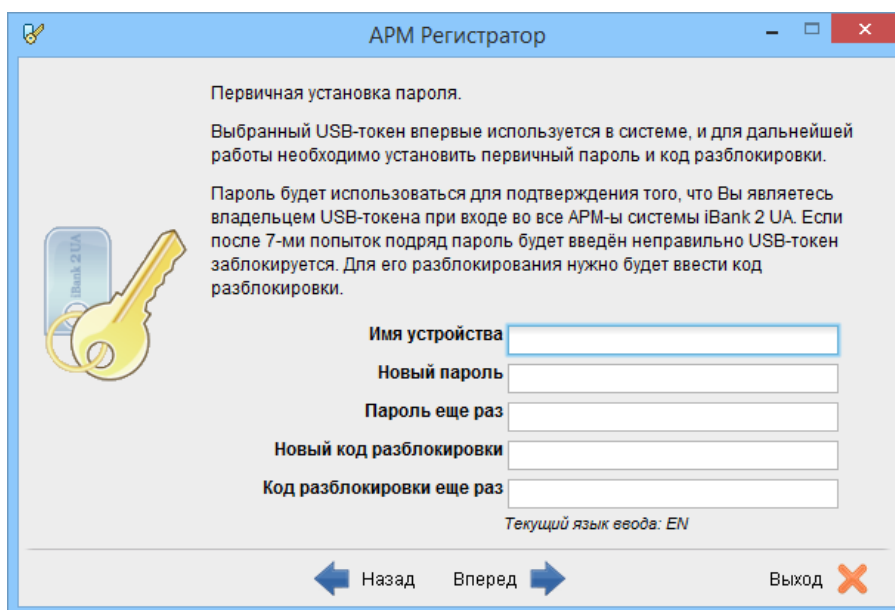 АРМ Регистратор
Первичная установка пароля.
Выбранный USB-токен впервые используется в системе, и для дальнейшей
работы необходимо установить первичный пароль и код разблокировки.
Пароль будет использоваться для подтверждения того, что Вы являетесь
владельцем USB-токена при входе во все АРМ-ы системы iBank 2 UA. Если
после 7-ми попыток подряд пароль будет введён неправильно USB-токен
заблокируется. Для его разблокирования нужно будет ввести код
разблокировки.
iBank 2 UA
Имя устройства
Новый пароль
Пароль еще раз
Новый код разблокировки
Код разблокировки еще раз
Текущий язык ввода: EN
Назад Вперед Выход